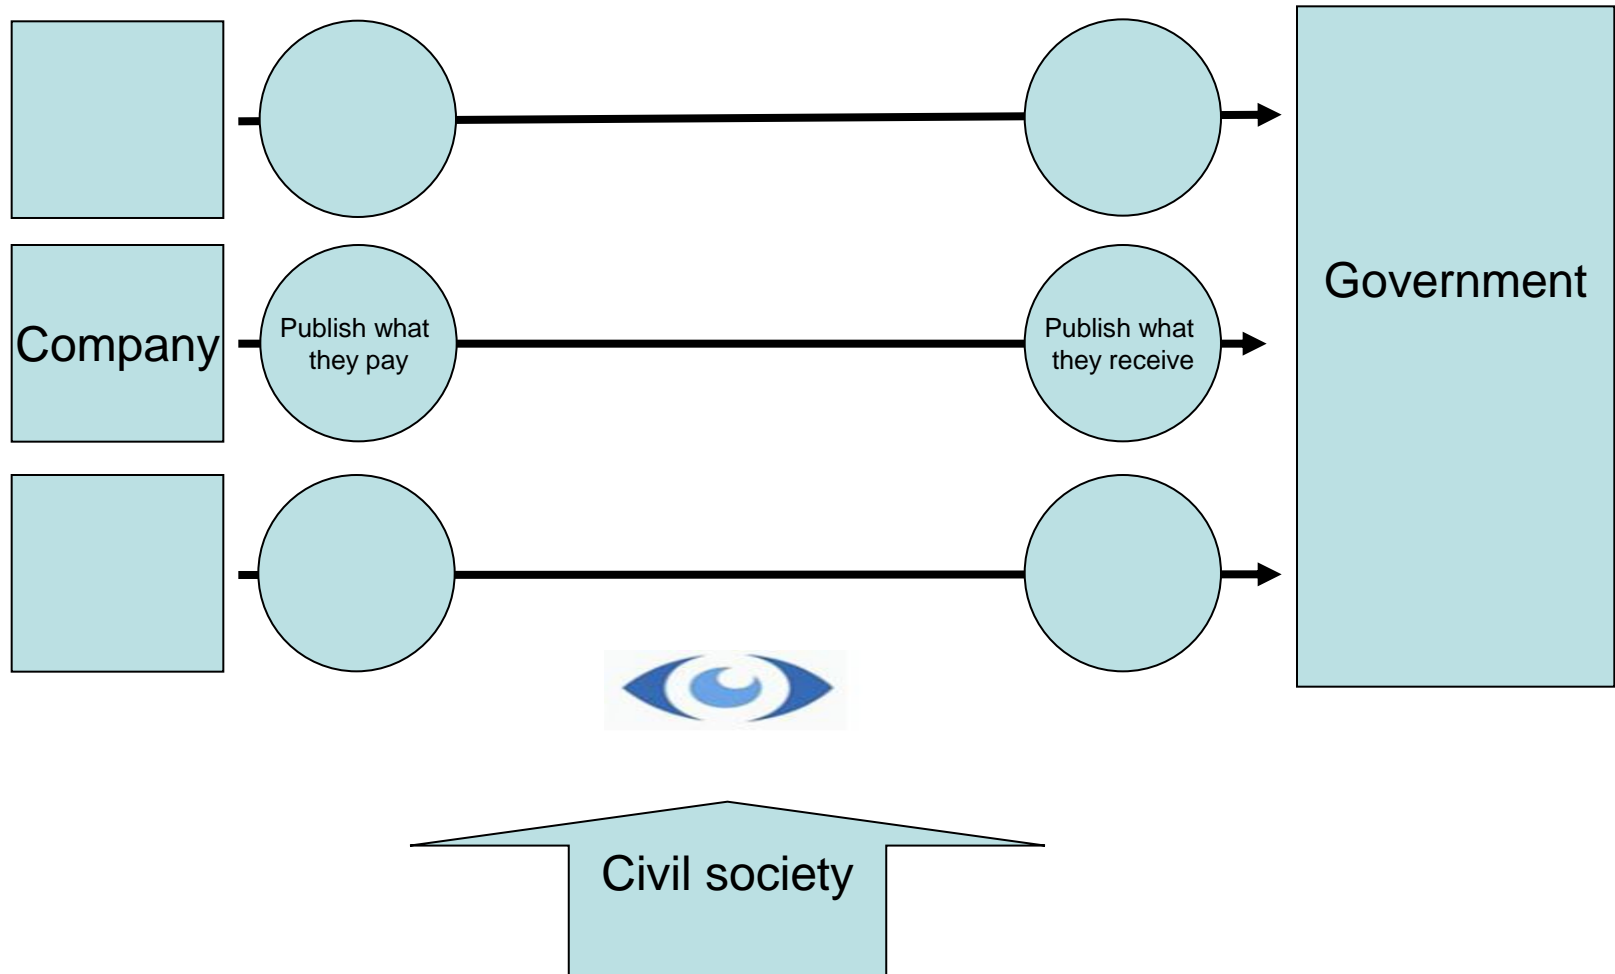 Government
Company
Publish what
they pay
Publish what
they receive
Civil society